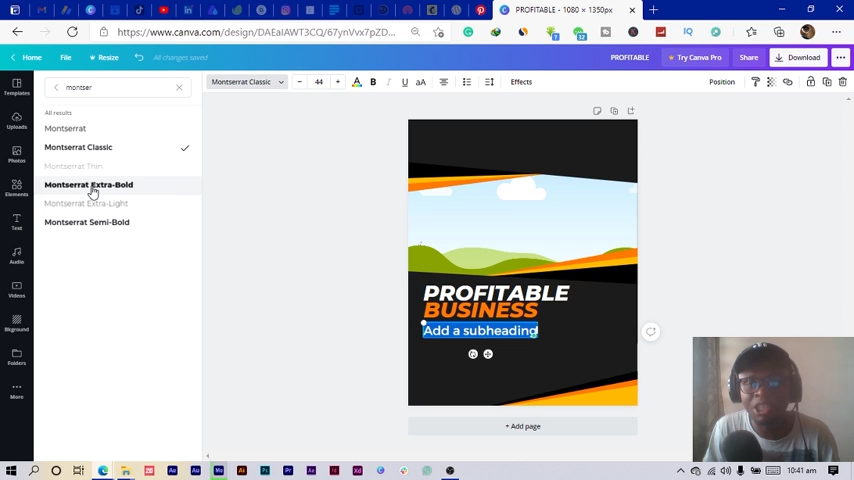 PROFITABLE - 1080 × 1350px
https://www.canva.com/design/DAEaIAWT3CQ/67ynVvx7pZD...
Home
File
Resize
All changes saved
PROFITABLE
Try Canva Pro
Share
Download
montser
Montserrat Classic
44
B
I
U
aA
Effects
Position
Templates
Uploads
Photos
Elements
Text
Audio
Videos
Bkground
Folders
More
All results
Montserrat
Montserrat Classic
Montserrat Thin
Montserrat Extra-Bold
Montserrat Extra-Light
Montserrat Semi-Bold
PROFITABLE
BUSINESS
Add a subheading
+ Add page
10:41 am